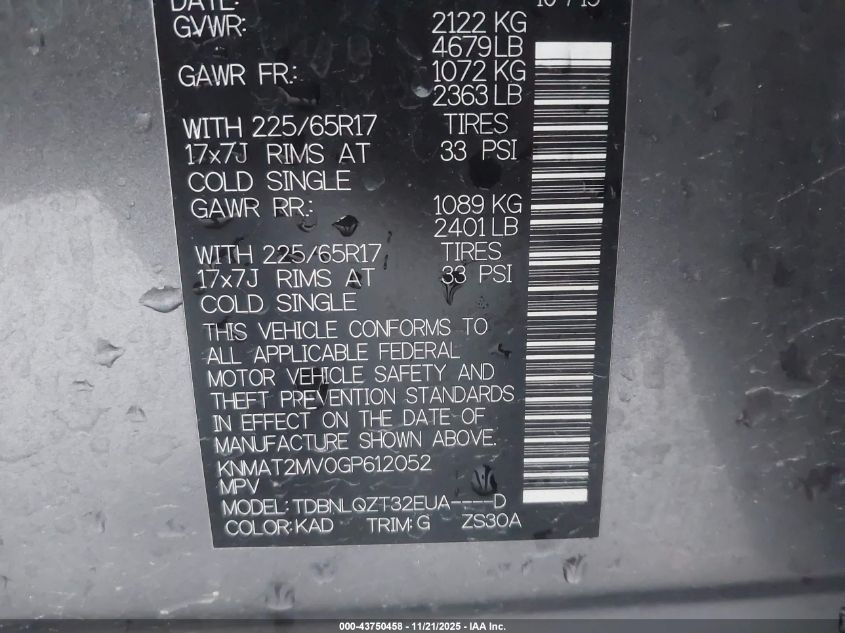 DATE:
GVWR: 2122 KG
4679 LB
GAWR FR: 1072 KG
2363 LB
WITH 225/65R17 TIRES
17x7J RIMS AT 33 PSI
COLD SINGLE
GAWR RR: 1089 KG
2401 LB
WITH 225/65R17 TIRES
17x7J RIMS AT 33 PSI
COLD SINGLE
THIS VEHICLE CONFORMS TO
ALL APPLICABLE FEDERAL
MOTOR VEHICLE SAFETY AND
THEFT PREVENTION STANDARDS
IN EFFECT ON THE DATE OF
MANUFACTURE SHOWN ABOVE.
KNMAT2MV0GP612052
MPV
MODEL: TDBNLQZT32EUA----D
COLOR: KAD TRIM: G ZS30A
000-43750458 - 11/21/2025 - IAA Inc.